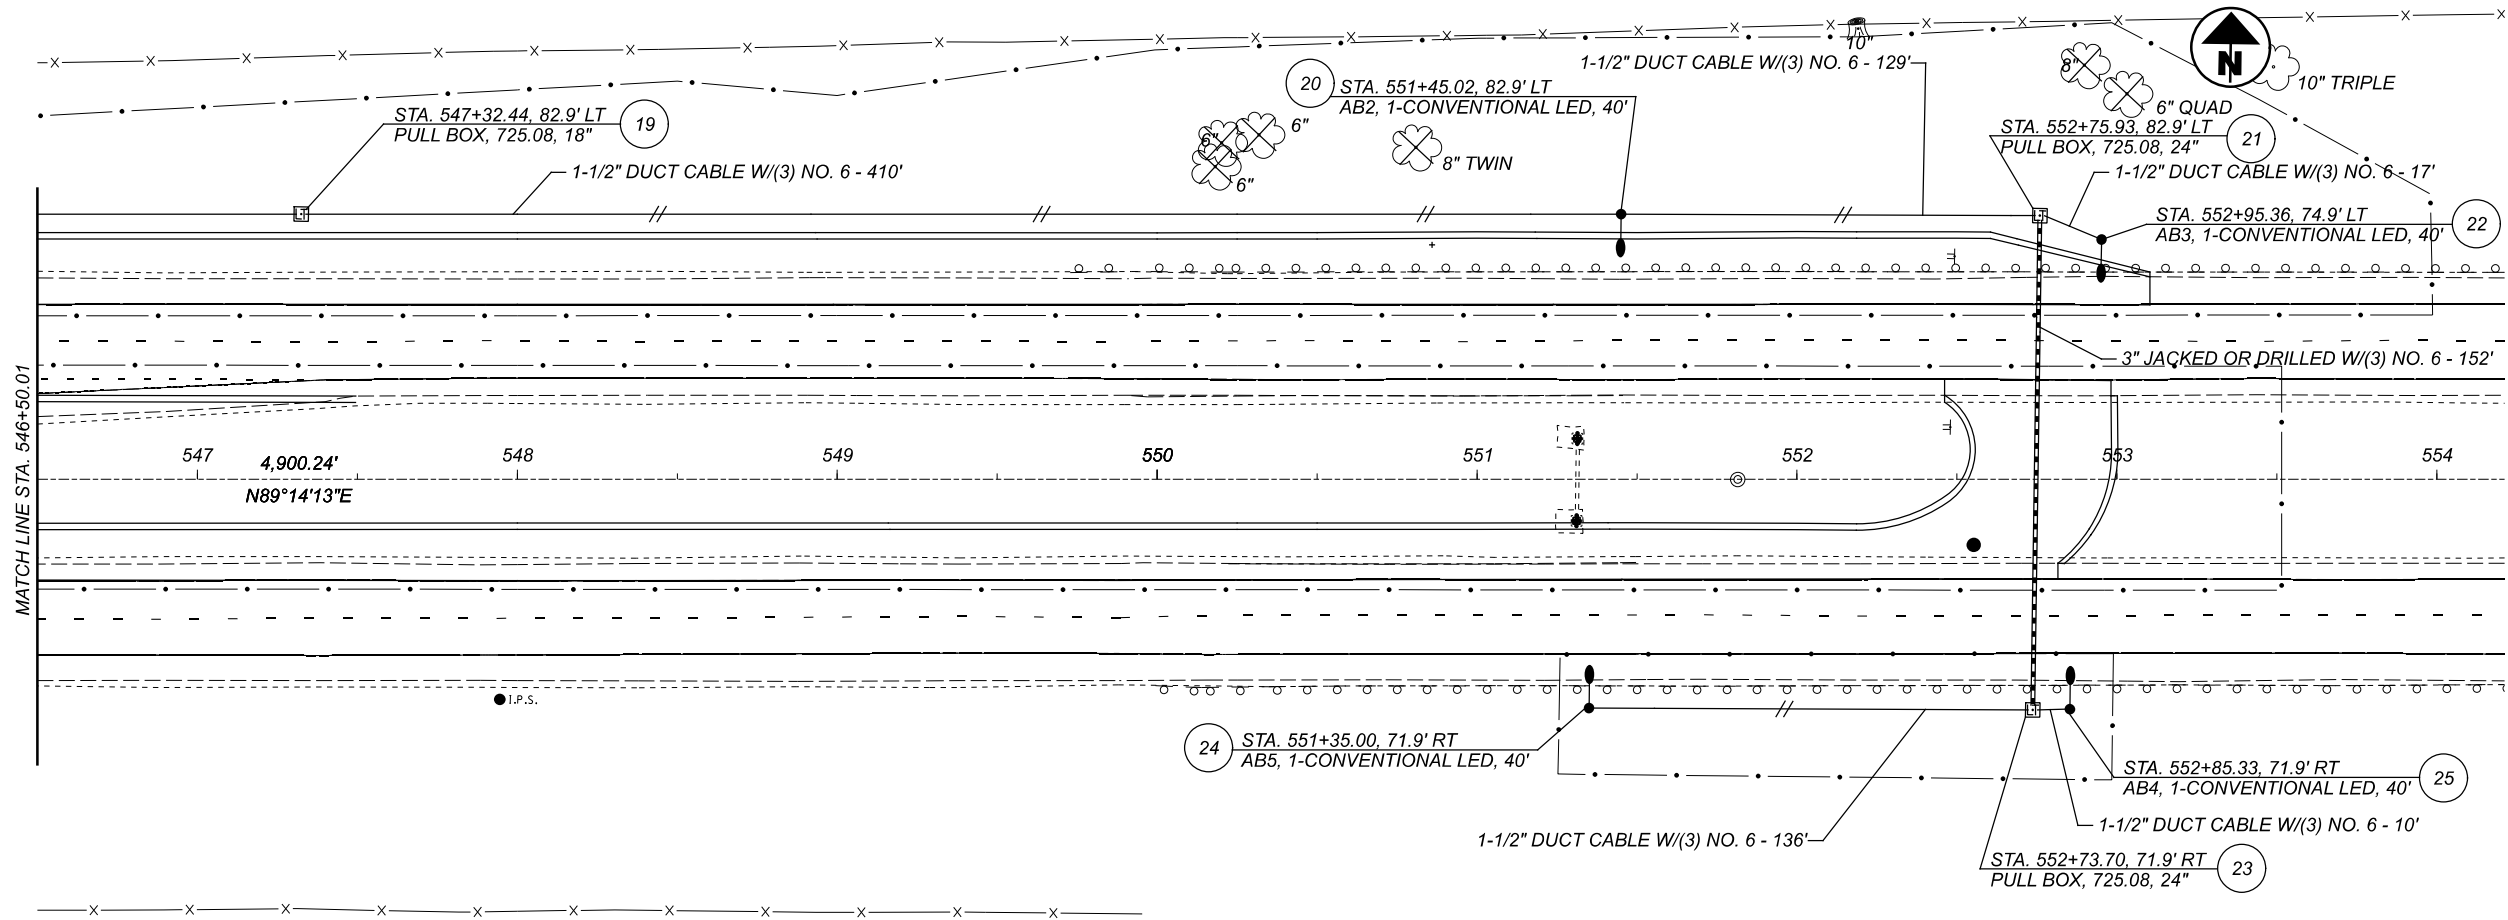 10"
1-1/2" DUCT CABLE W/(3) NO. 6 - 129'
N
8"
10" TRIPLE
6" QUAD
20
STA. 551+45.02, 82.9' LT
AB2, 1-CONVENTIONAL LED, 40'
STA. 547+32.44, 82.9' LT
PULL BOX, 725.08, 18"
19
6"
6"
6"
8" TWIN
STA. 552+75.93, 82.9' LT
PULL BOX, 725.08, 24"
21
1-1/2" DUCT CABLE W/(3) NO. 6 - 410'
1-1/2" DUCT CABLE W/(3) NO. 6 - 17'
STA. 552+95.36, 74.9' LT
AB3, 1-CONVENTIONAL LED, 40'
22
3" JACKED OR DRILLED W/(3) NO. 6 - 152'
MATCH LINE STA. 546+50.01
547
4,900.24'
548
549
550
551
552
553
554
N89°14'13"E
I.P.S.
24
STA. 551+35.00, 71.9' RT
AB5, 1-CONVENTIONAL LED, 40'
STA. 552+85.33, 71.9' RT
AB4, 1-CONVENTIONAL LED, 40'
25
1-1/2" DUCT CABLE W/(3) NO. 6 - 10'
1-1/2" DUCT CABLE W/(3) NO. 6 - 136'
STA. 552+73.70, 71.9' RT
PULL BOX, 725.08, 24"
23